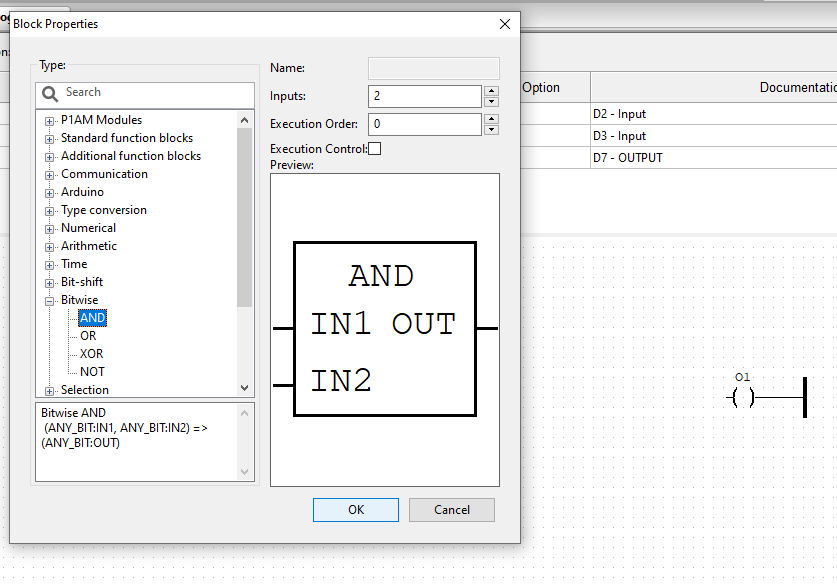 Block Properties
Type:
Search
P1AM Modules
Standard function blocks
Additional function blocks
Communication
Arduino
Type conversion
Numerical
Arithmetic
Time
Bit-shift
Bitwise
AND
OR
XOR
NOT
Selection
Bitwise AND
(ANY_BIT:IN1, ANY_BIT:IN2) =>
(ANY_BIT:OUT)
Name:
Inputs: 2
Execution Order: 0
Execution Control:
Preview:
AND
IN1 OUT
IN2
OK Cancel
Option
D2 - Input
D3 - Input
D7 - OUTPUT
O1